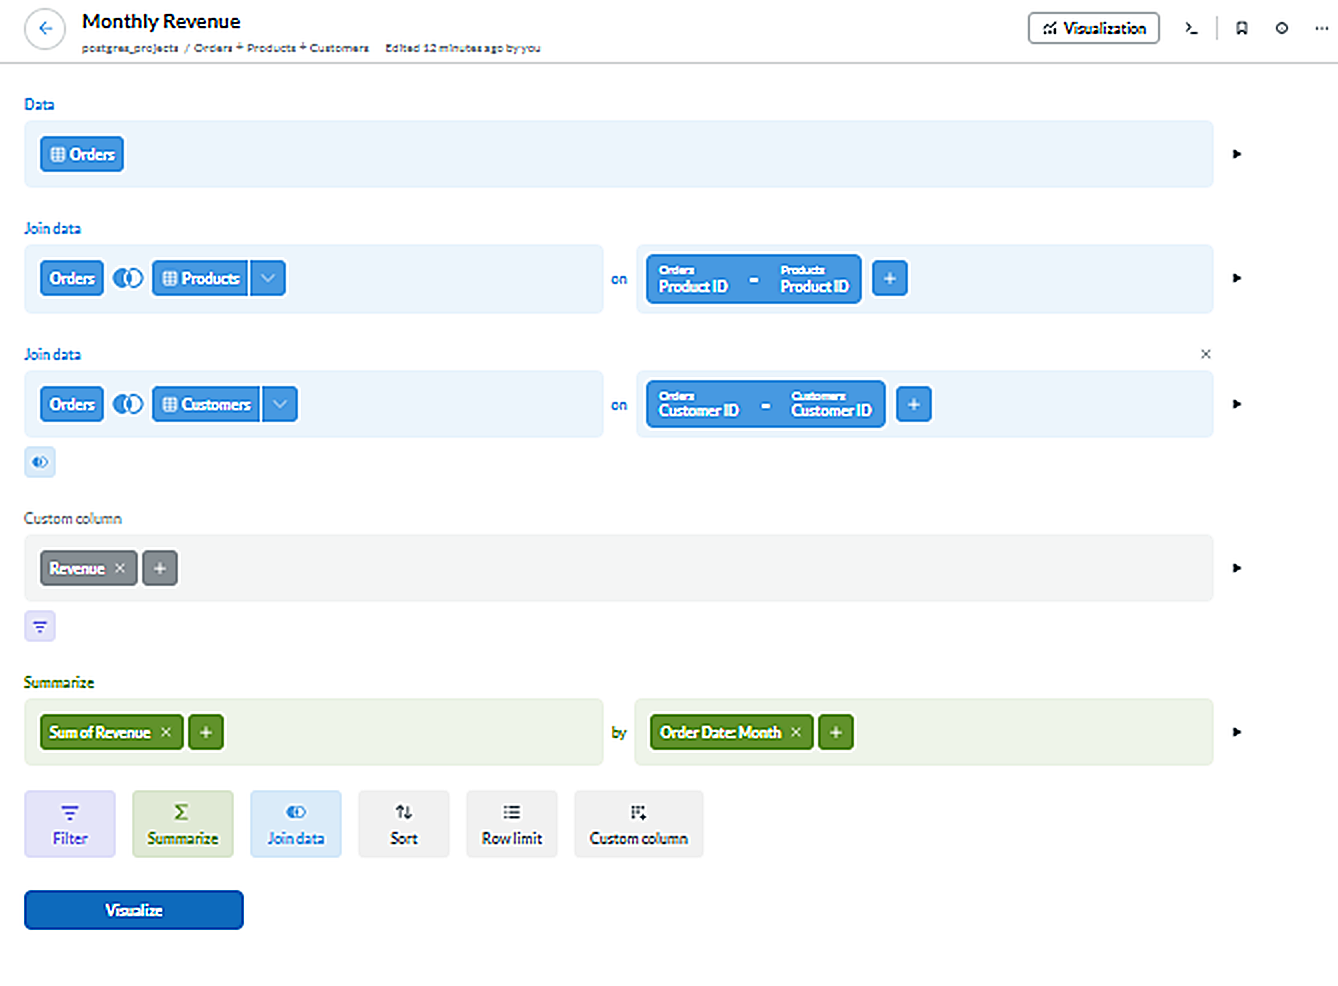 Monthly Revenue
postgres_projects / Orders + Products + Customers Edited 12 minutes ago by you
Visualization
Data
Orders
Join data
Orders Products on Orders Product ID = Products Product ID +
Join data
Orders Customers on Orders Customer ID = Customers Customer ID +
Custom column
Revenue × +
Summarize
Sum of Revenue × + by Order Date: Month × +
Filter Summarize Join data Sort Row limit Custom column
Visualize